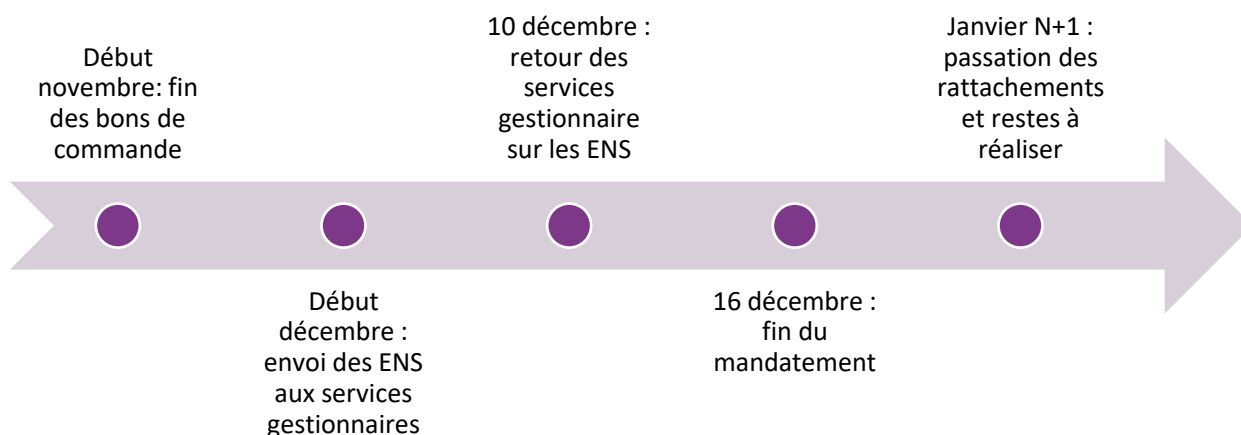 Début
novembre: fin
des bons de
commande
Début
décembre :
envoi des ENS
aux services
gestionnaires
10 décembre :
retour des
services
gestionnaire
sur les ENS
16 décembre :
fin du
mandatement
Janvier N+1 :
passation des
rattachements
et restes à
réaliser